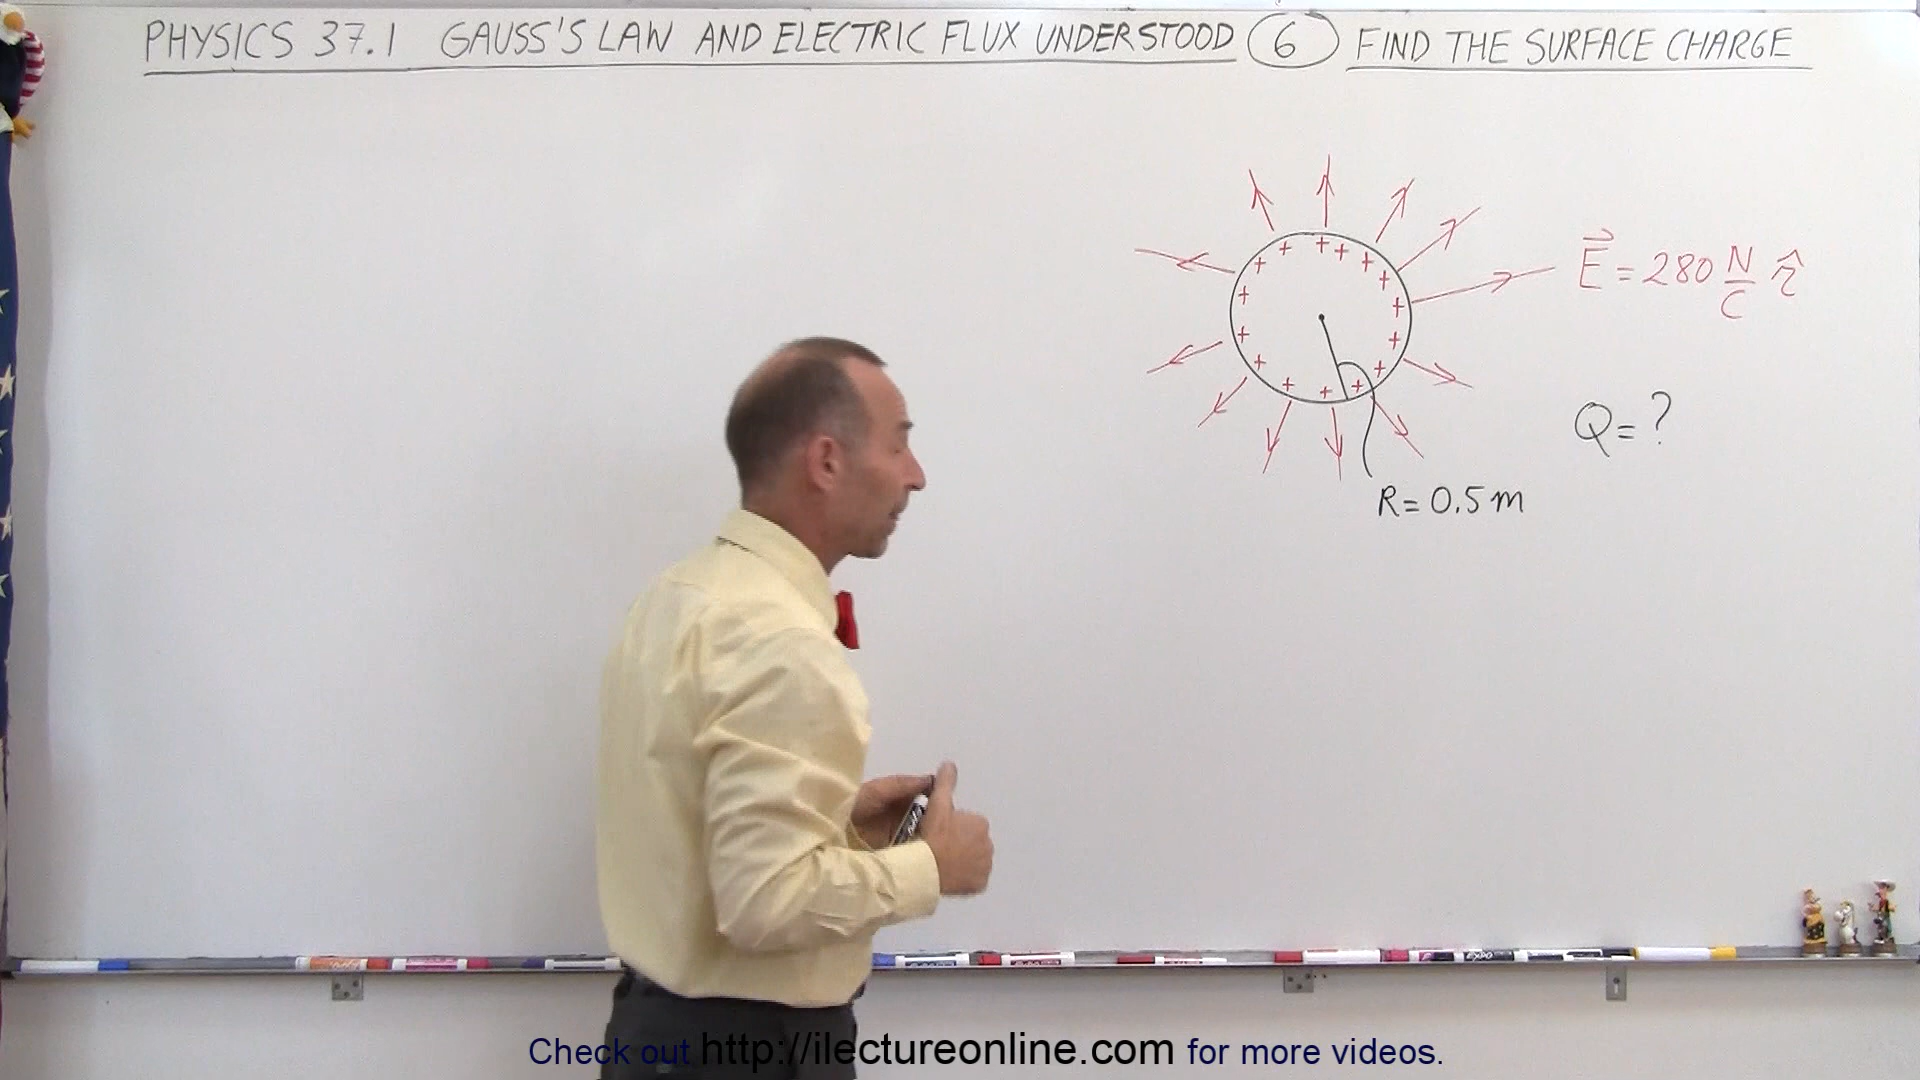 PHYSICS 37.1 GAUSS'S LAW AND ELECTRIC FLUX UNDERSTOOD 6 FIND THE SURFACE CHARGE
E = 280 N/C r̂
Q = ?
R = 0.5 m
EXPO
Check out http://ilectureonline.com for more videos.